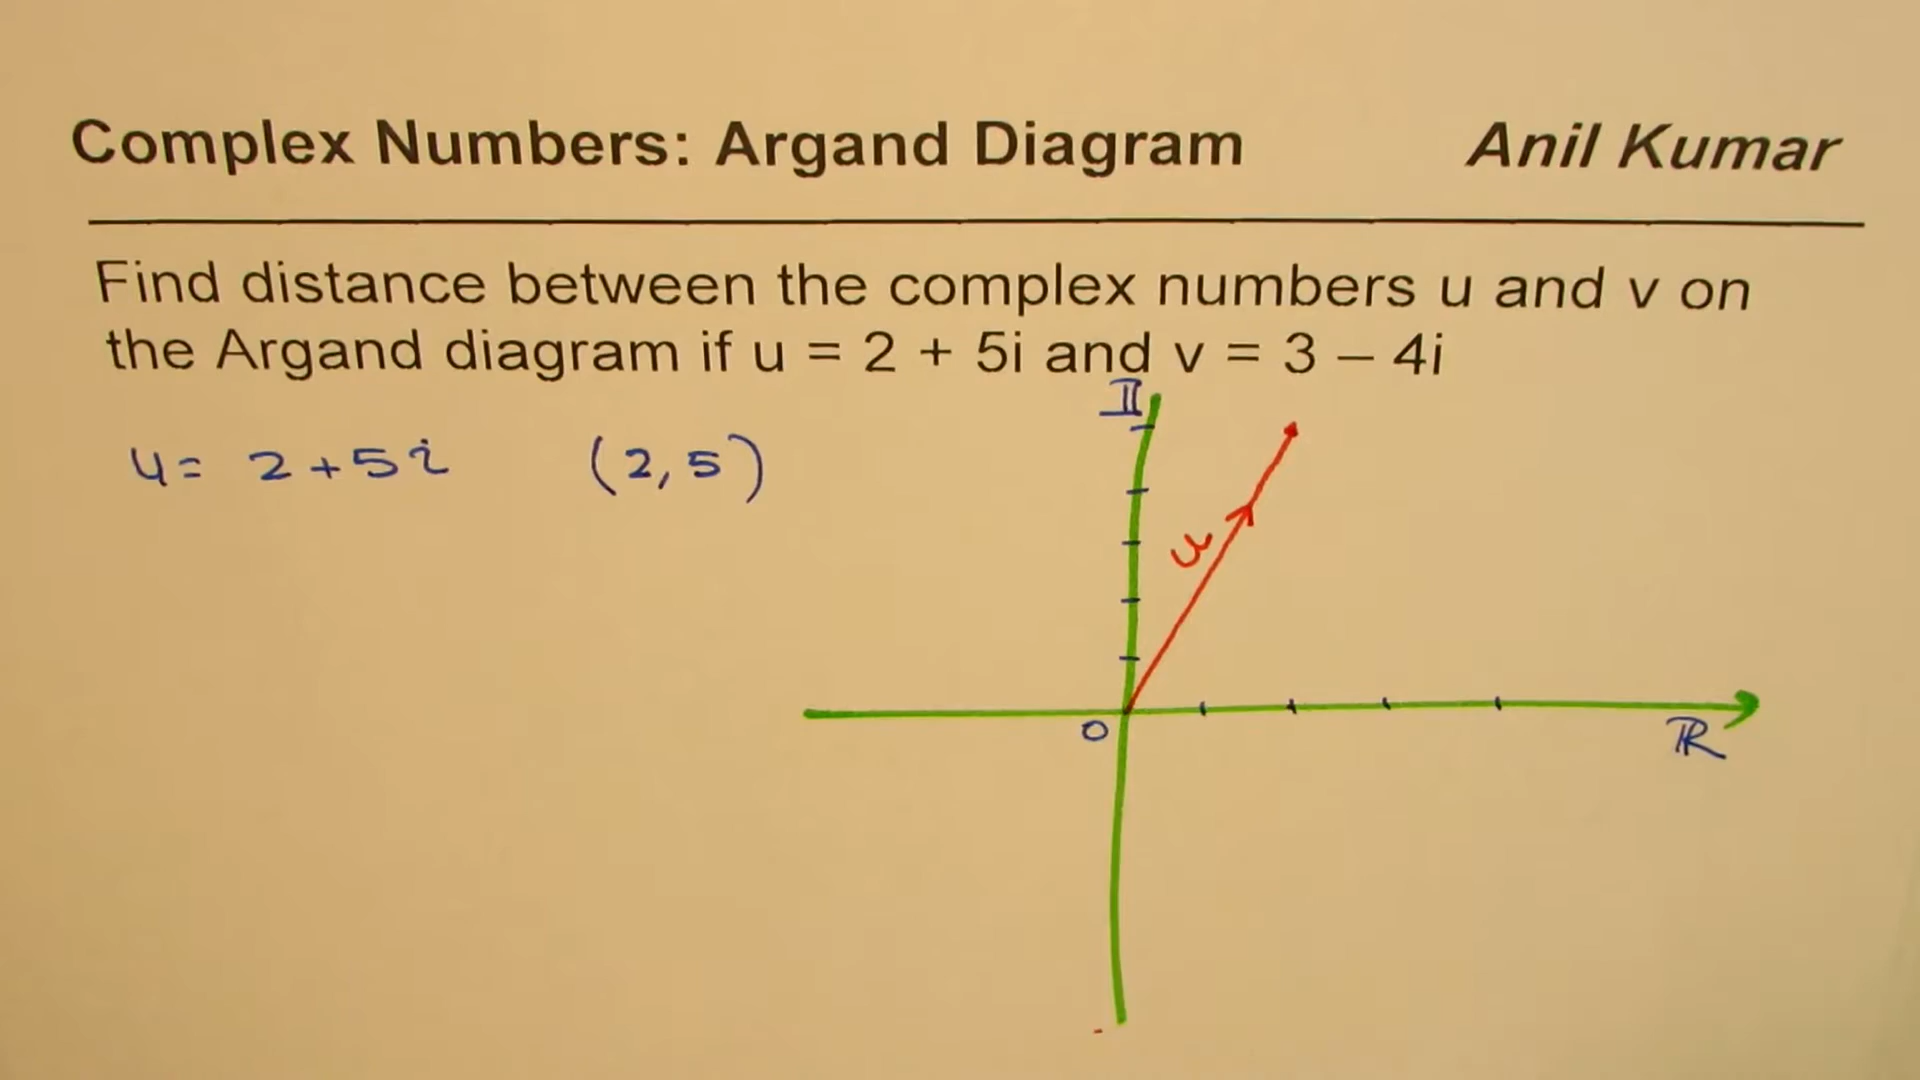 Complex Numbers: Argand Diagram Anil Kumar
Find distance between the complex numbers u and v on
the Argand diagram if u = 2 + 5i and v = 3 – 4i
II
u = 2 + 5i (2, 5)
u
O
ℝ